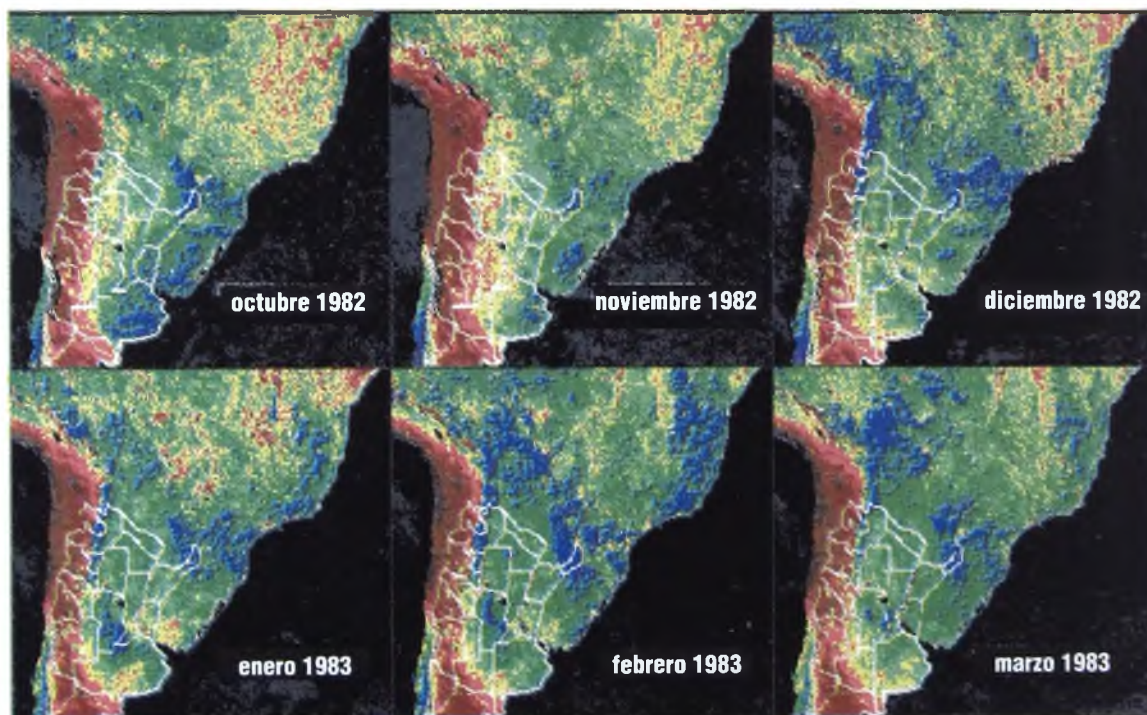 octubre 1982
noviembre 1982
diciembre 1982
enero 1983
febrero 1983
marzo 1983